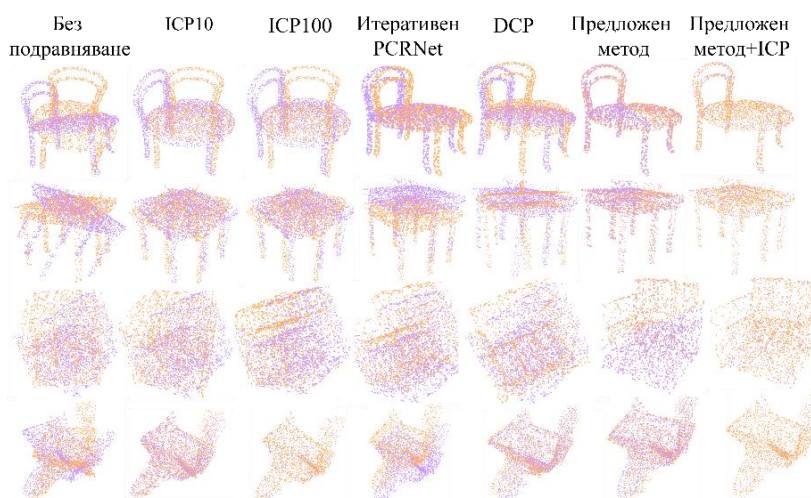 Без
подравняване
ICP10
ICP100
Итеративен
PCRNet
DCP
Предложен
метод
Предложен
метод+ICP